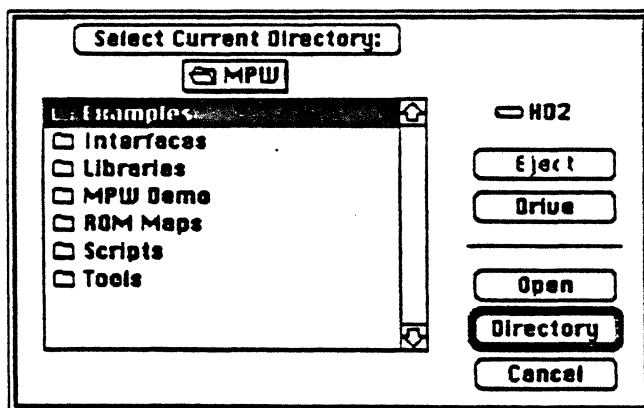 Select Current Directory:
MPW
Examples
Interfaces
Libraries
MPW Demo
ROM Maps
Scripts
Tools
HD2
Eject
Drive
Open
Directory
Cancel